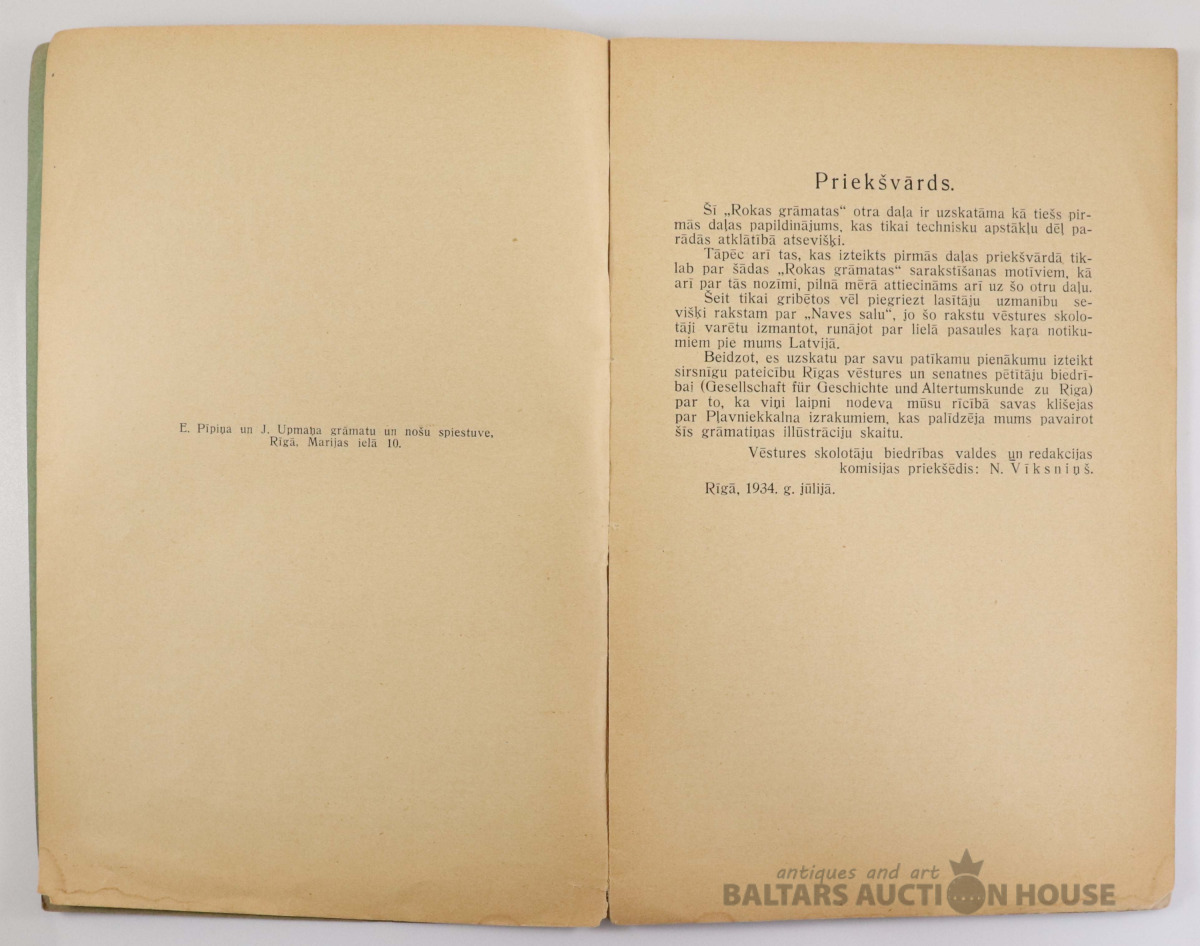 E. Pīpiņa un J. Upmaņa grāmatu un nošu spiestuve,
Rīgā, Marijas ielā 10.
Priekšvārds.
Šī „Rokas grāmatas“ otra daļa ir uzskatāma kā tiešs pir-
mās daļas papildinājums, kas tikai technisku apstākļu dēļ pa-
rādās atklātībā atsevišķi.
Tāpēc arī tas, kas izteikts pirmās daļas priekšvārdā tik-
lab par šādas „Rokas grāmatas“ sarakstīšanas motīviem, kā
arī par tās nozīmi, pilnā mērā attiecināms arī uz šo otru daļu.
Šeit tikai gribētos vēl piegriezt lasītāju uzmanību se-
višķi rakstam par „Naves salu“, jo šo rakstu vēstures skolo-
tāji varētu izmantot, runājot par lielā pasaules kaŗa notiku-
miem pie mums Latvijā.
Beidzot, es uzskatu par savu patīkamu pienākumu izteikt
sirsnīgu pateicību Rīgas vēstures un senatnes pētītāju biedrī-
bai (Gesellschaft für Geschichte und Altertumskunde zu Riga)
par to, ka viņi laipni nodeva mūsu rīcībā savas klišejas
par Pļavniekkalna izrakumiem, kas palīdzēja mums pavairot
šīs grāmatiņas illūstrāciju skaitu.
Vēstures skolotāju biedrības valdes un redakcijas
komisijas priekšēdis: N. Vīksniņš.
Rīgā, 1934. g. jūlijā.
antiques and art
BALTARS AUCTION HOUSE